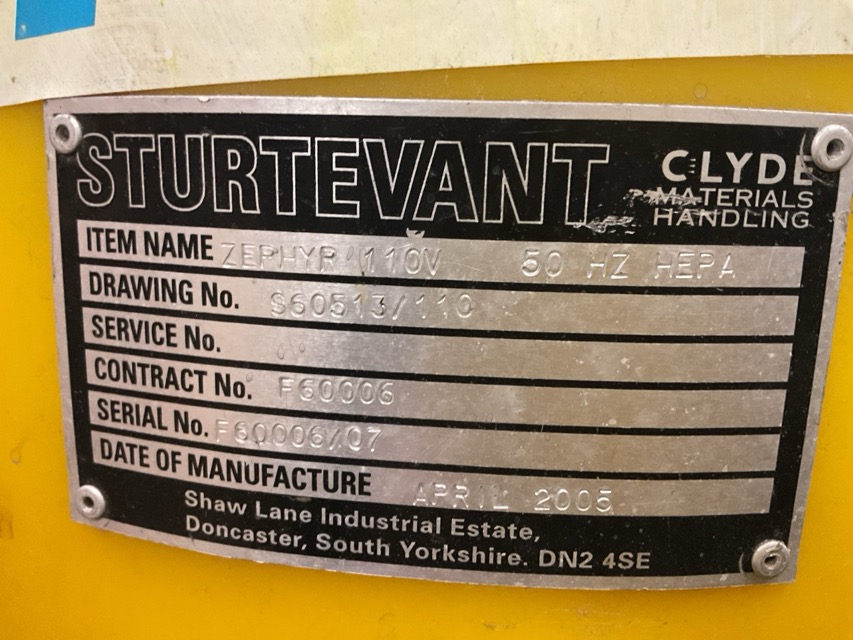 STURTEVANT
CLYDE
MATERIALS
HANDLING
ITEM NAME ZEPHYR 110V 50 HZ HEPA
DRAWING No. S60513/110
SERVICE No.
CONTRACT No. F60006
SERIAL No. F60006/07
DATE OF MANUFACTURE APRIL 2005
Shaw Lane Industrial Estate,
Doncaster, South Yorkshire. DN2 4SE